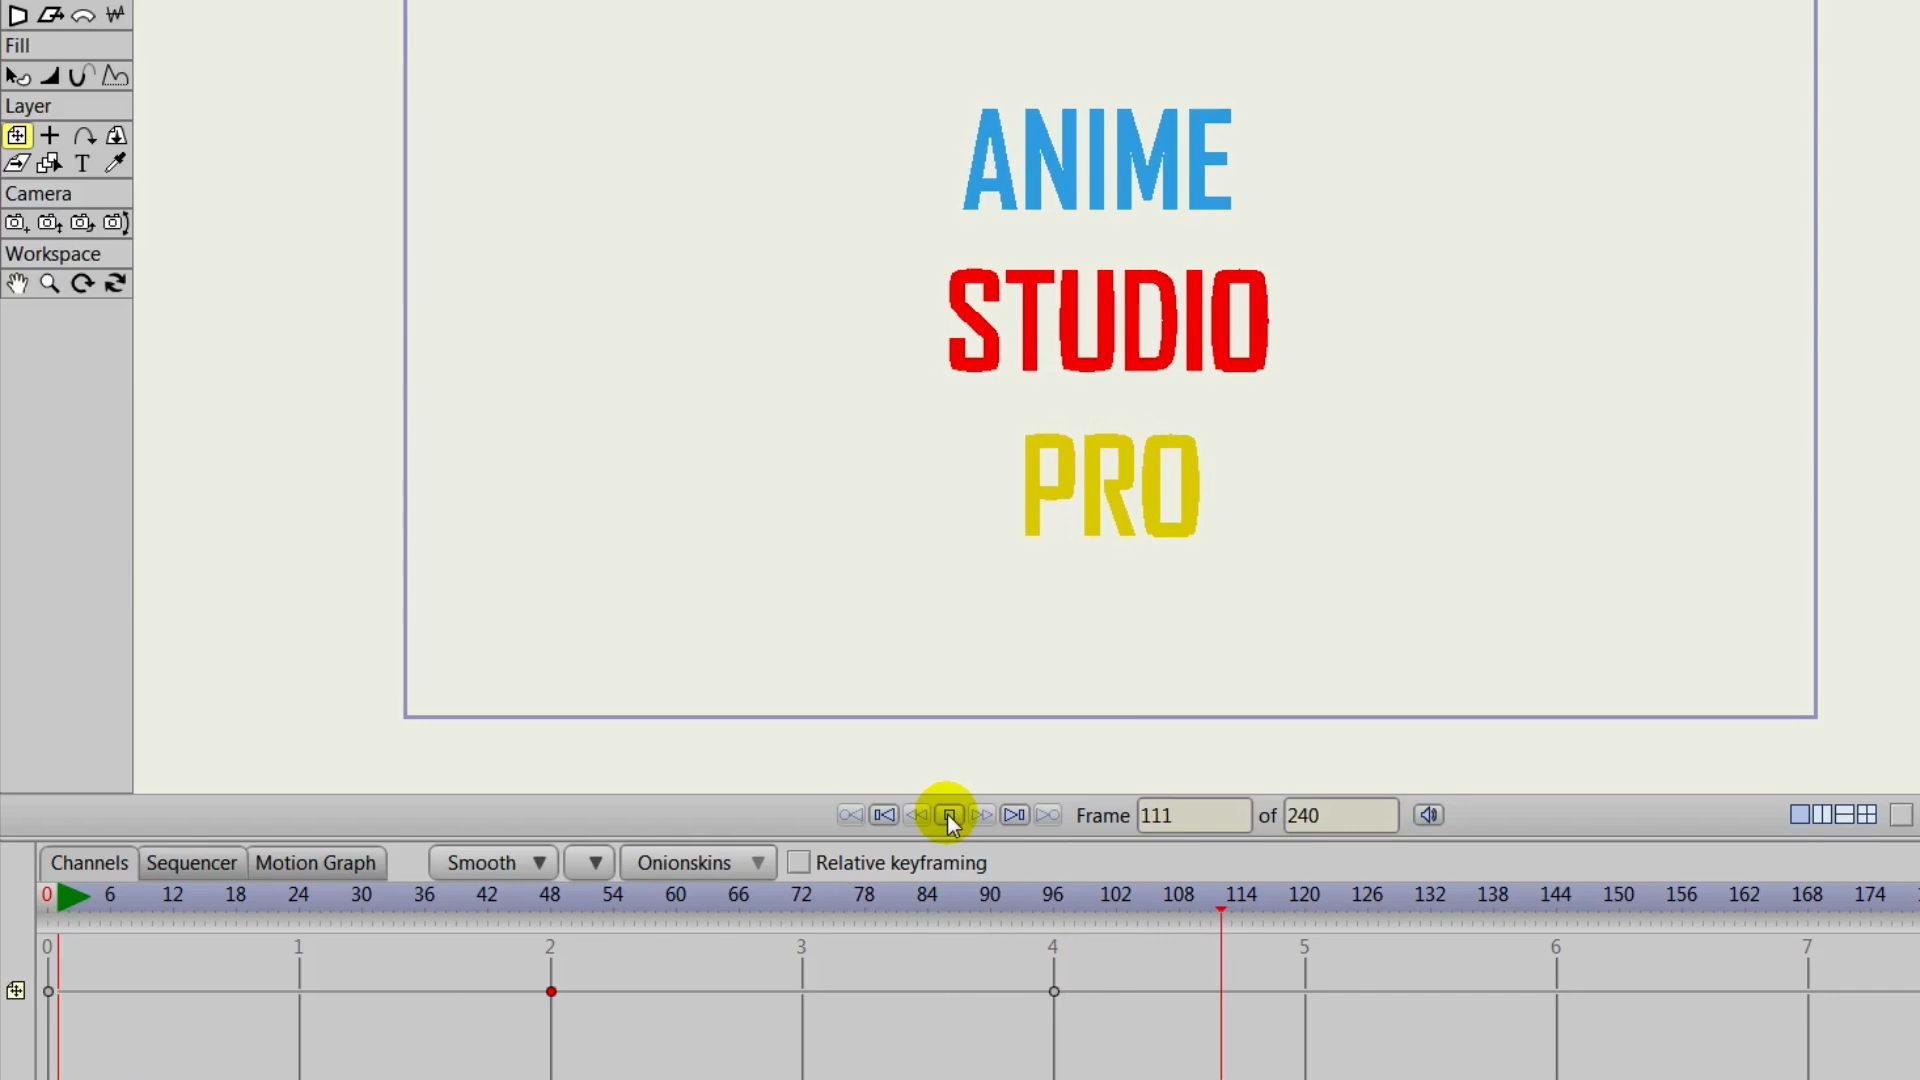 Fill
Layer
T
Camera
Workspace
ANIME
STUDIO
PRO
Frame 111 of 240
Channels Sequencer Motion Graph Smooth Onionskins Relative keyframing
0 6 12 18 24 30 36 42 48 54 60 66 72 78 84 90 96 102 108 114 120 126 132 138 144 150 156 162 168 174
0 1 2 3 4 5 6 7